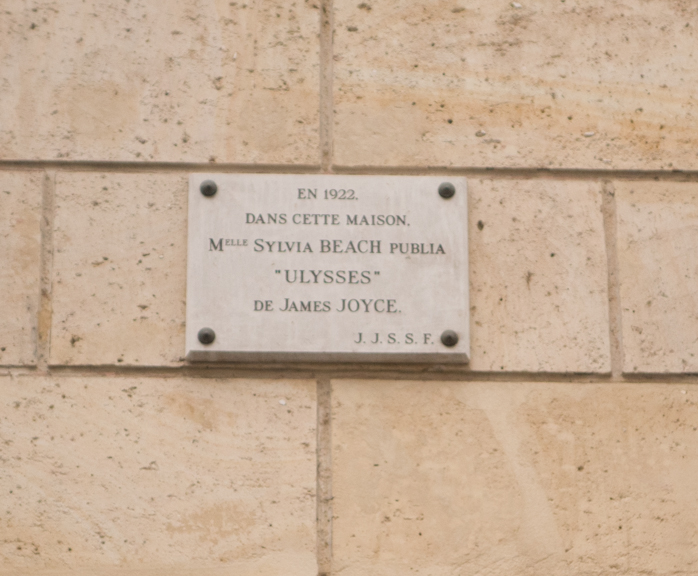 EN 1922,
DANS CETTE MAISON,
Melle SYLVIA BEACH PUBLIA
"ULYSSES"
DE JAMES JOYCE.
J. J. S. S. F.